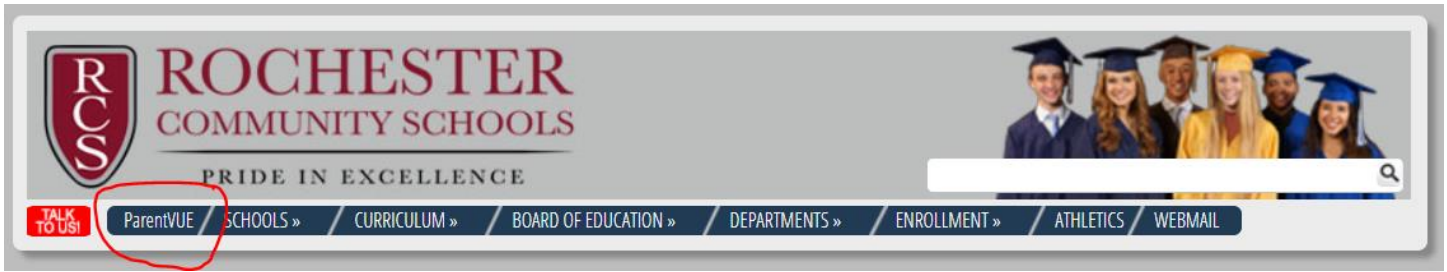 RCS
ROCHESTER
COMMUNITY SCHOOLS
PRIDE IN EXCELLENCE
TALK
TO US!
ParentVUE / SCHOOLS » / CURRICULUM » / BOARD OF EDUCATION » / DEPARTMENTS » / ENROLLMENT » / ATHLETICS / WEBMAIL